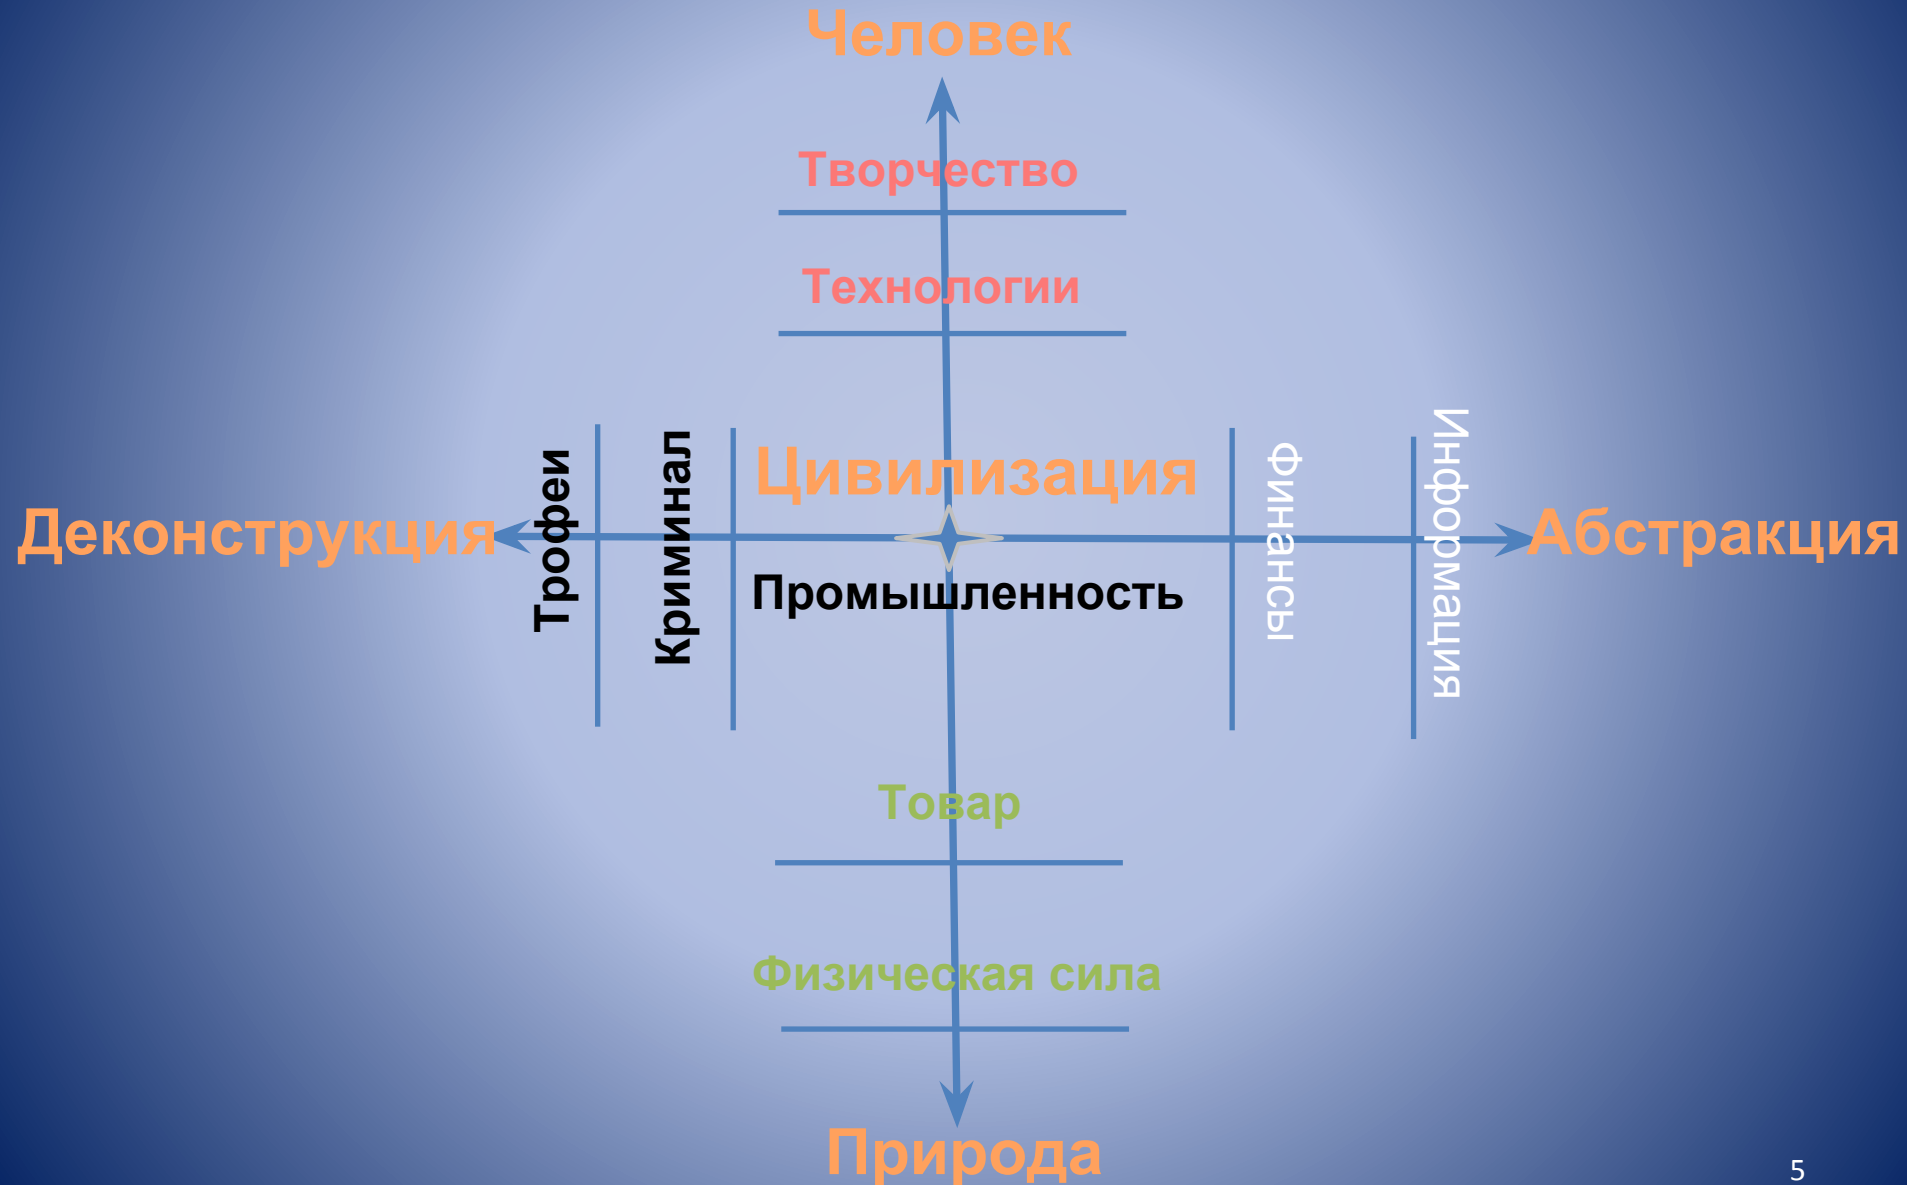 Человек
Творчество
Технологии
Трофеи
Криминал
Цивилизация
Финансы
Информация
Деконструкция
Абстракция
Промышленность
Товар
Физическая сила
Природа
5